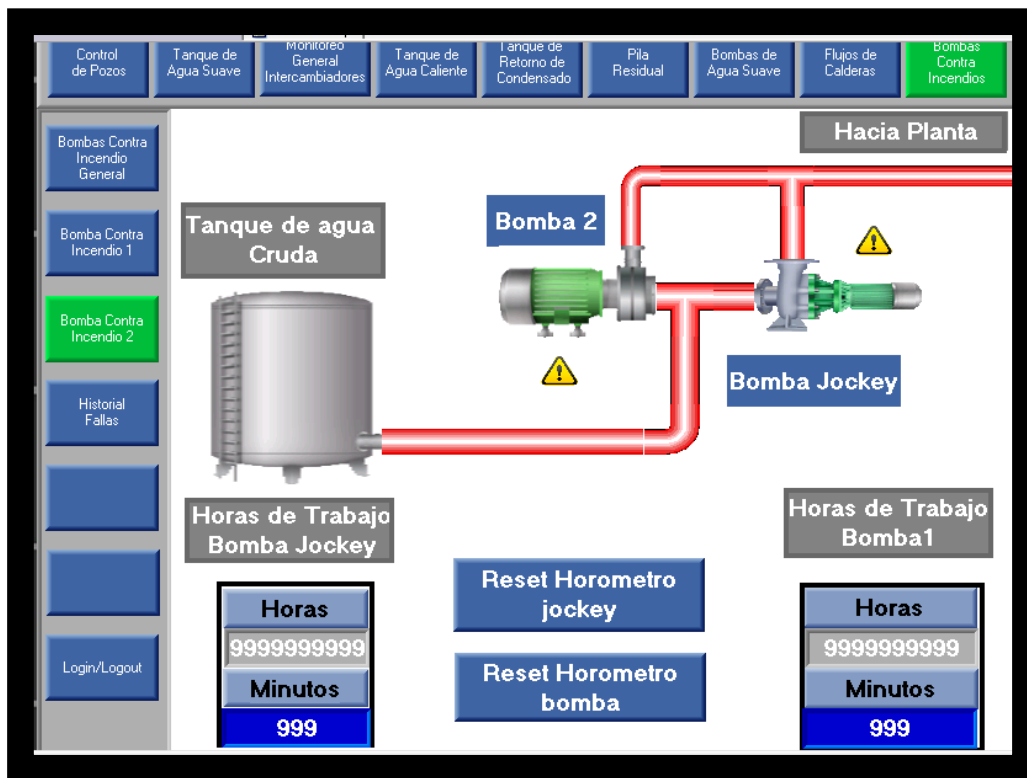 Control
de Pozos
Tanque de
Agua Suave
Monitoreo
General
Intercambiadores
Tanque de
Agua Caliente
Tanque de
Retorno de
Condensado
Pila
Residual
Bombas de
Agua Suave
Flujos de
Calderas
Bombas
Contra
Incendios
Bombas Contra
Incendio
General
Bomba Contra
Incendio 1
Bomba Contra
Incendio 2
Historial
Fallas
Login/Logout
Hacia Planta
Tanque de agua
Cruda
Bomba 2
Bomba Jockey
Horas de Trabajo
Bomba Jockey
Horas
9999999999
Minutos
999
Reset Horometro
jockey
Reset Horometro
bomba
Horas de Trabajo
Bomba1
Horas
9999999999
Minutos
999